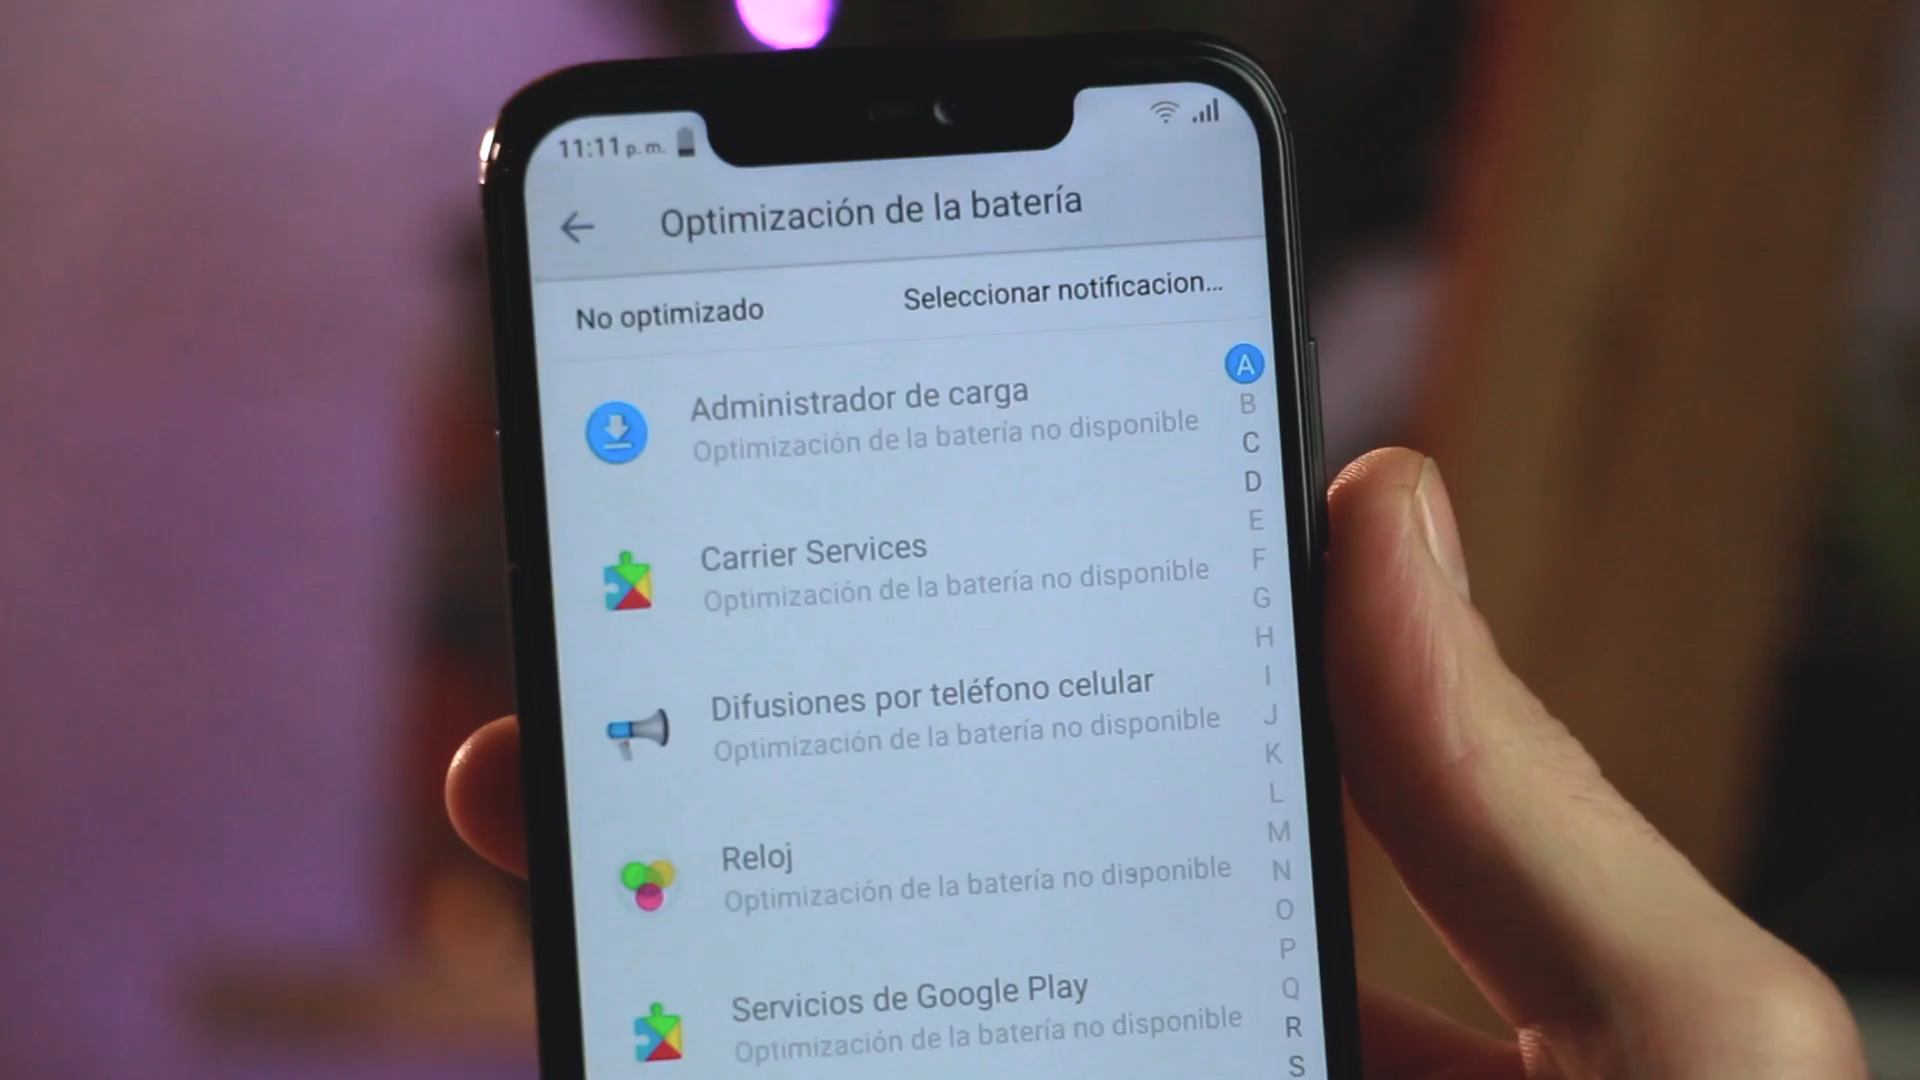 11:11 p. m.
Optimización de la batería
No optimizado
Seleccionar notificacion...
Administrador de carga
Optimización de la batería no disponible
Carrier Services
Optimización de la batería no disponible
Difusiones por teléfono celular
Optimización de la batería no disponible
Reloj
Optimización de la batería no disponible
Servicios de Google Play
Optimización de la batería no disponible
A
B
C
D
E
F
G
H
I
J
K
L
M
N
O
P
Q
R
S